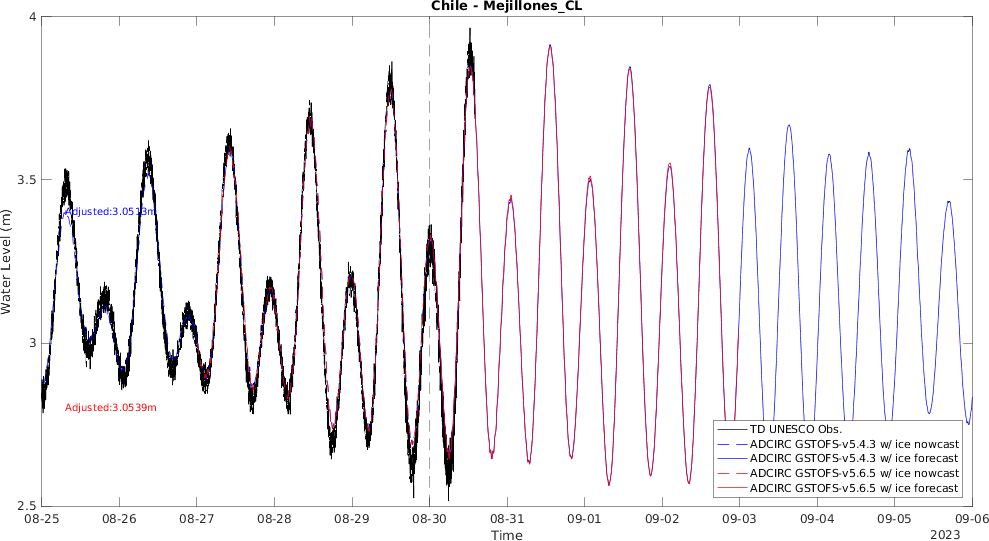 Chile - Mejillones_CL
4
3.5
3
2.5
Water Level (m)
Adjusted:3.0513m
Adjusted:3.0539m
TD UNESCO Obs.
ADCIRC GSTOFS-v5.4.3 w/ ice nowcast
ADCIRC GSTOFS-v5.4.3 w/ ice forecast
ADCIRC GSTOFS-v5.6.5 w/ ice nowcast
ADCIRC GSTOFS-v5.6.5 w/ ice forecast
08-25 08-26 08-27 08-28 08-29 08-30 08-31 09-01 09-02 09-03 09-04 09-05 09-06
Time
2023